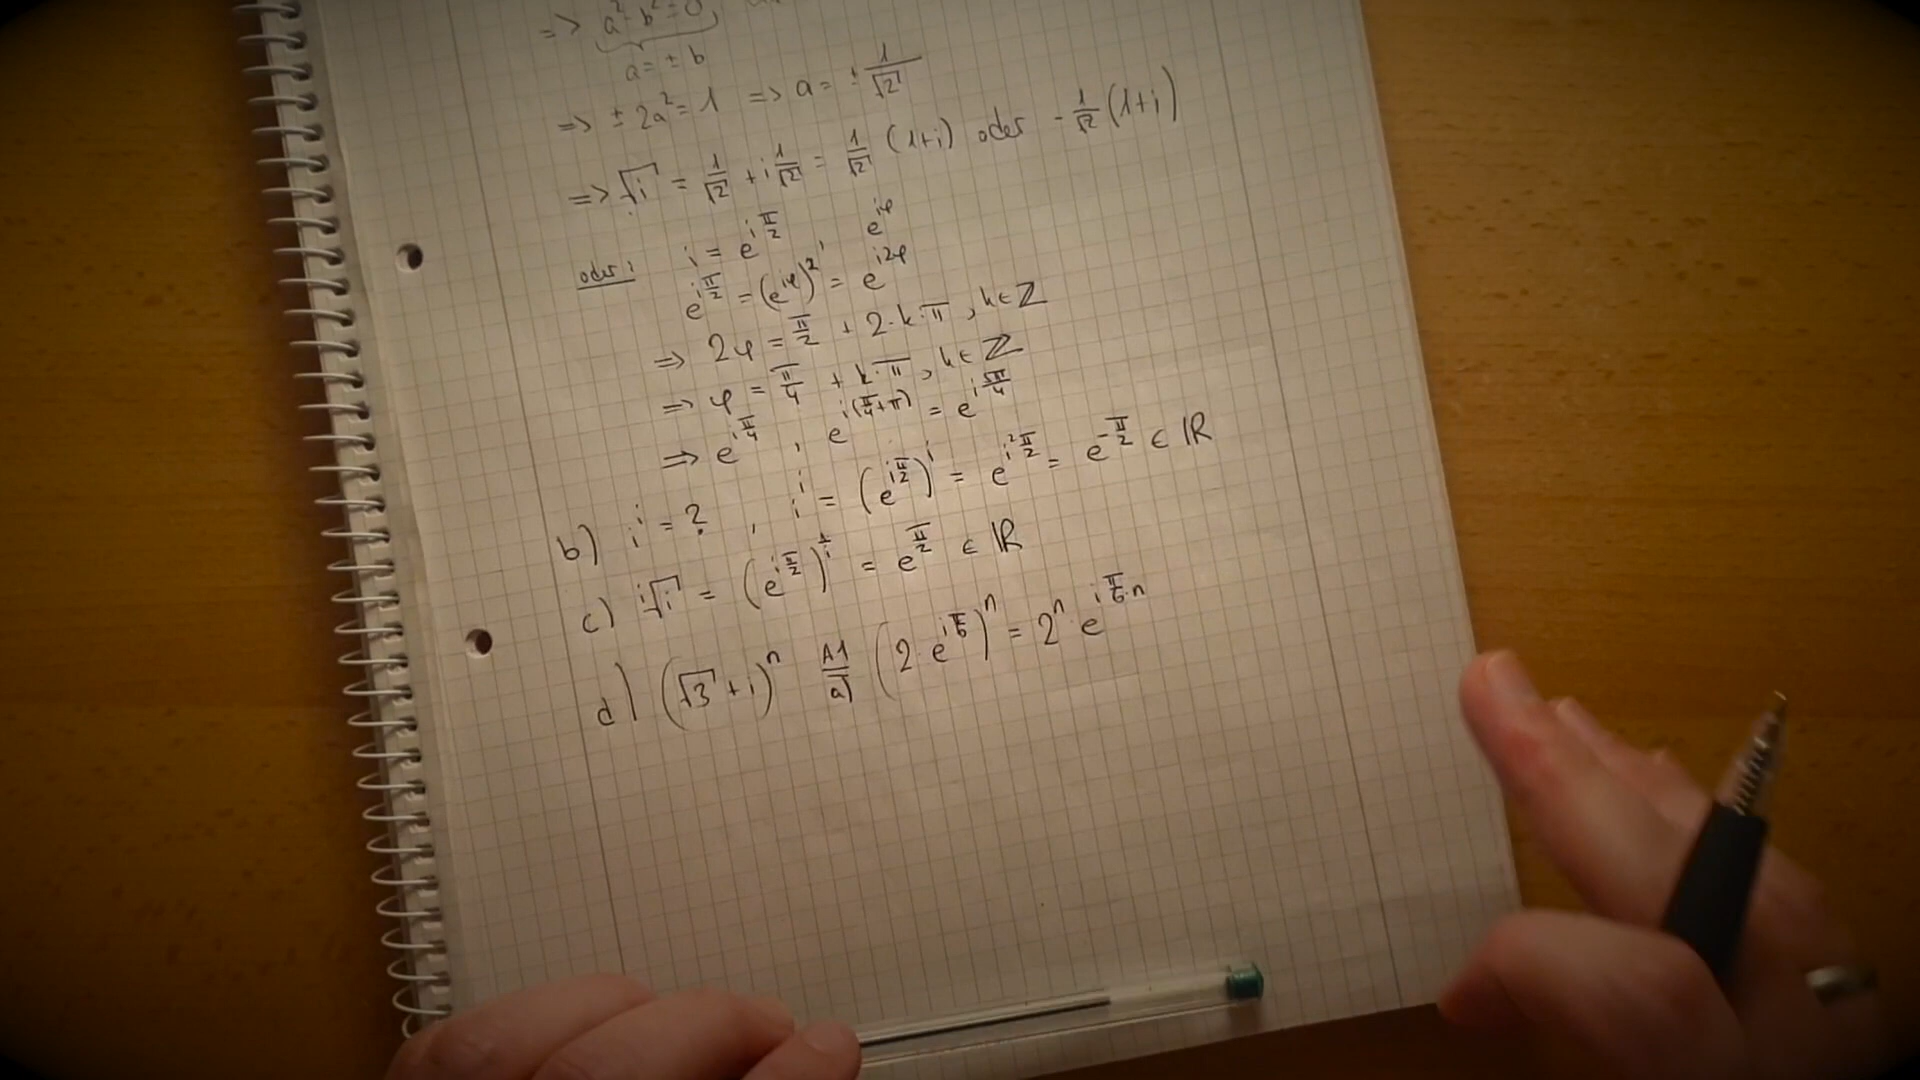 => a² - b² = 0,
a = ± b
=> ± 2a² = 1 => a = ± 1/√2
=> √i = 1/√2 + i 1/√2 = 1/√2 (1+i) oder - 1/√2 (1+i)
oder: i = e^(i π/2), e^(iφ)
e^(i π/2) = (e^(iφ))² = e^(i2φ)
=> 2φ = π/2 + 2·k·π, k∈ℤ
=> φ = π/4 + k·π, k∈ℤ
=> e^(i π/4), e^(i(π/4+π)) = e^(i 5π/4)
b) i^i = ?, i^i = (e^(i π/2))^i = e^(i² π/2) = e^(-π/2) ∈ ℝ
c) ^i√i = (e^(i π/2))^(1/i) = e^(π/2) ∈ ℝ
d) (√3 + i)^n =^(A1 a)) (2·e^(i π/6))^n = 2^n · e^(i π/6·n)